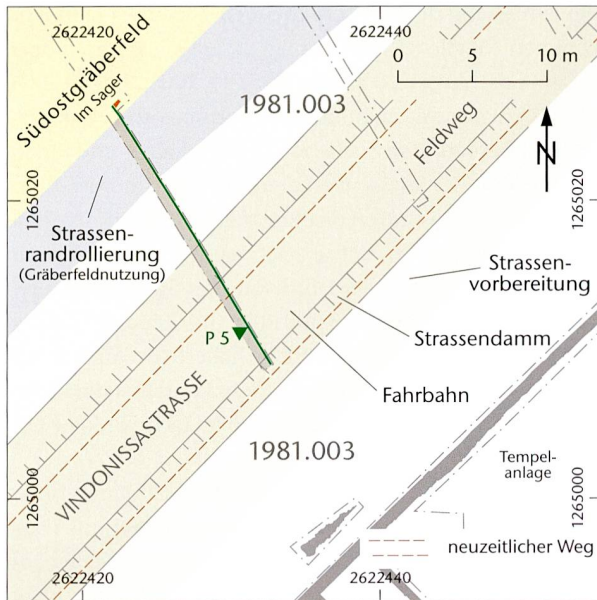 2622420
2622440
0 5 10 m
Südostgräberfeld
Im Sager
1981.003
Feldweg
N
1265020
1265020
Strassen-
randrollierung
(Gräberfeldnutzung)
Strassen-
vorbereitung
P 5
Strassendamm
Fahrbahn
VINDONISSASTRASSE
1981.003
Tempel-
anlage
1265000
1265000
neuzeitlicher Weg
2622420
2622440